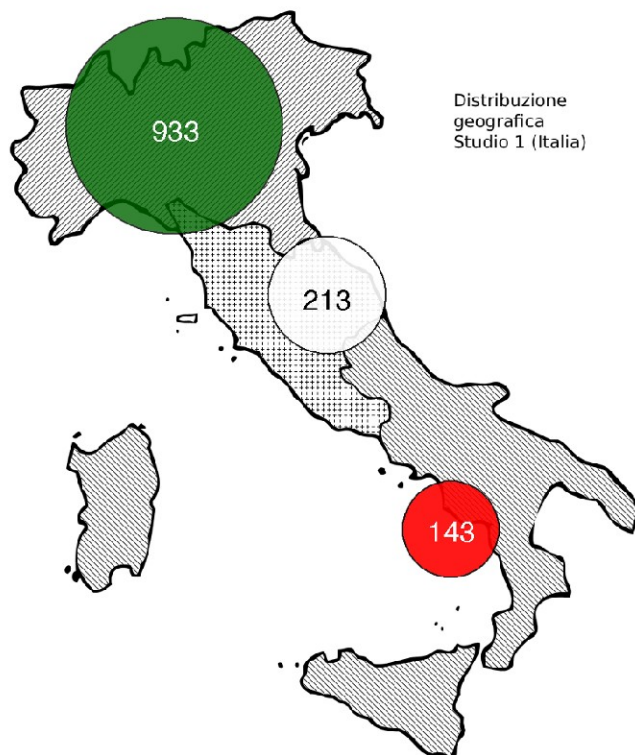 933
Distribuzione
geografica
Studio 1 (Italia)
213
143